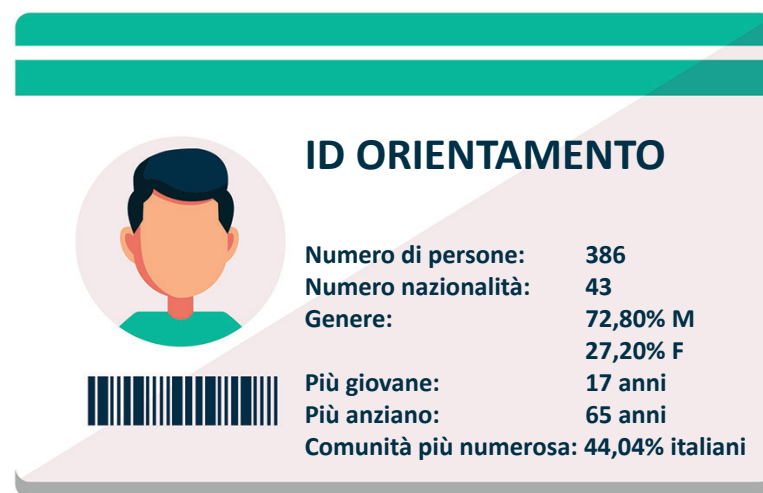 ID ORIENTAMENTO
Numero di persone: 386
Numero nazionalità: 43
Genere: 72,80% M
27,20% F
Più giovane: 17 anni
Più anziano: 65 anni
Comunità più numerosa: 44,04% italiani